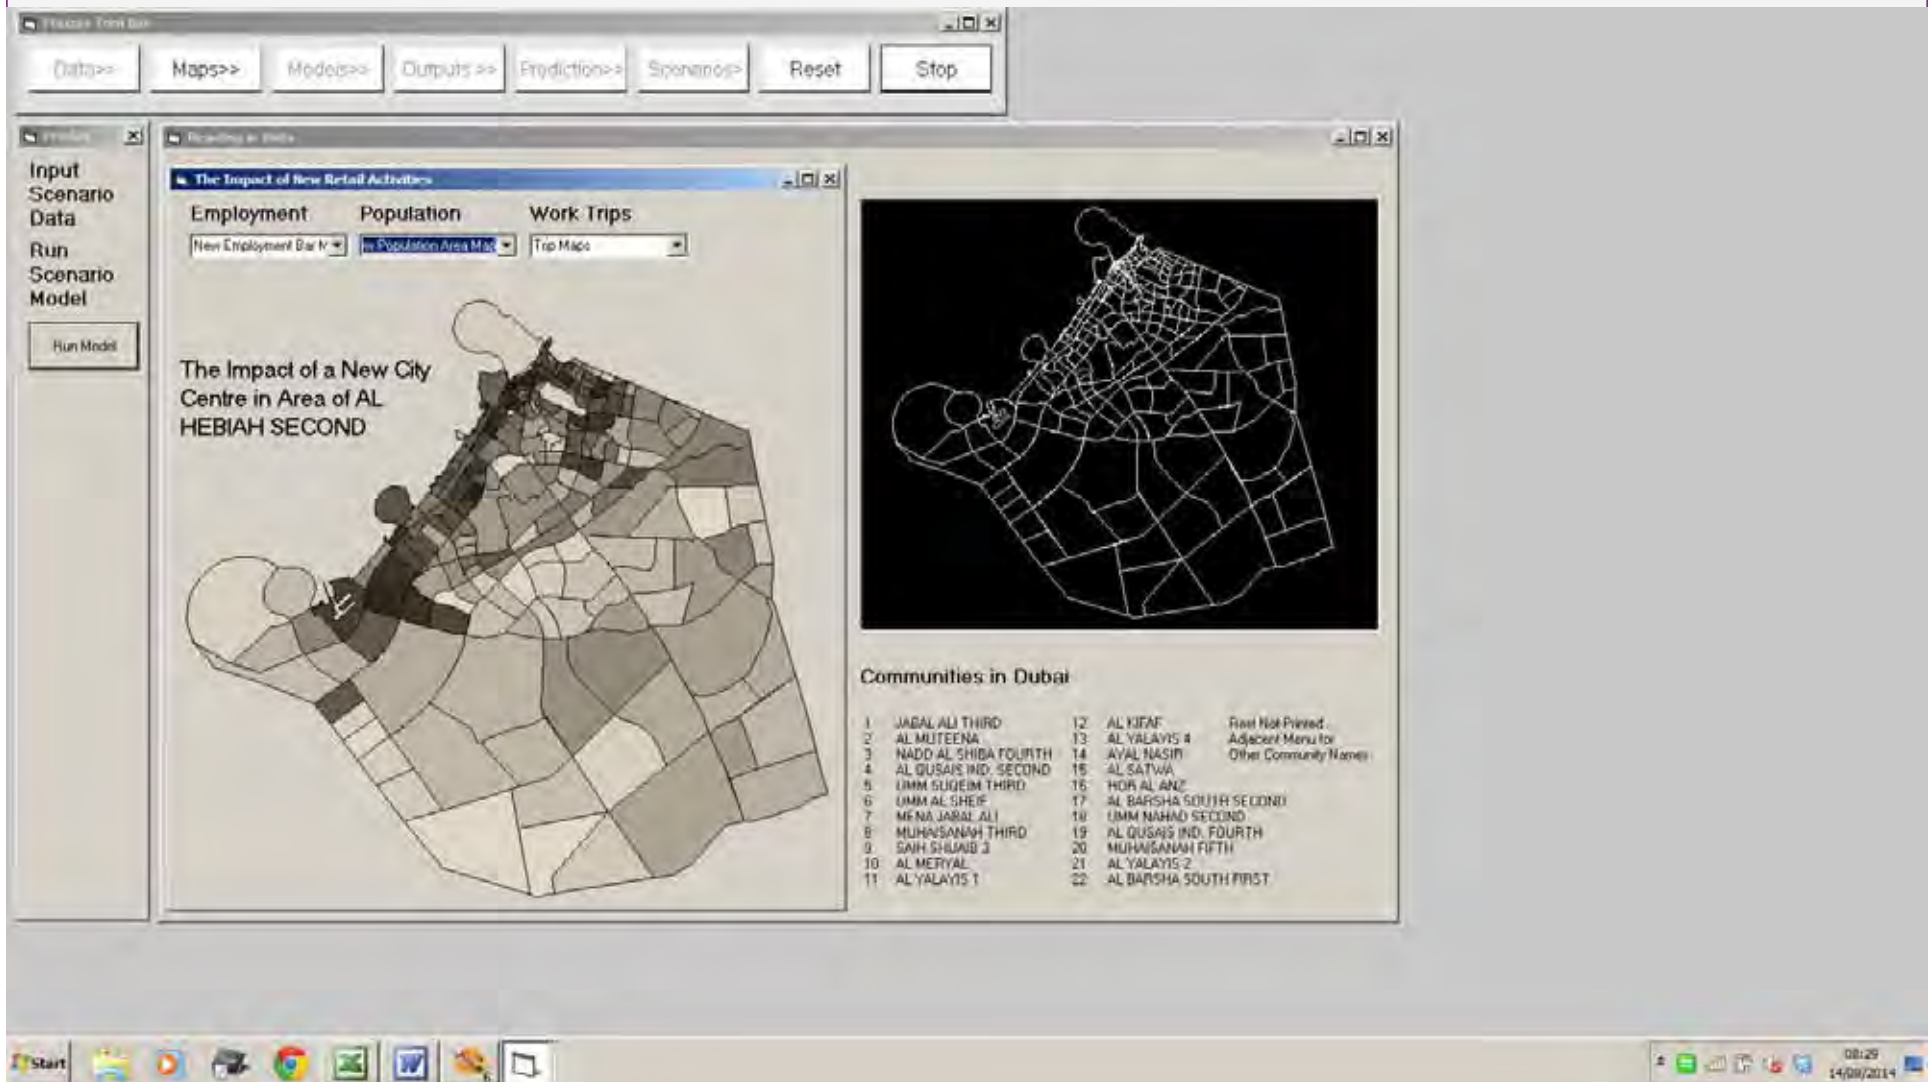 Data>>
Maps>>
Models>>
Outputs >>
Prediction>>
Scenarios>
Reset
Stop
Reading in Data
Input
Scenario
Data
Run
Scenario
Model
Run Model
The Impact of New Retail Activities
Employment Population Work Trips
New Employment Bar M
w Population Area Map
Trip Maps
The Impact of a New City
Centre in Area of AL
HEBIAH SECOND
Communities in Dubai
1 JABAL ALI THIRD
2 AL MUTEENA
3 NADD AL SHIBA FOURTH
4 AL QUSAIS IND. SECOND
5 UMM SUQEIM THIRD
6 UMM AL SHEIF
7 MENA JABAL ALI
8 MUHAISANAH THIRD
9 SAIH SHUAIB 3
10 AL MERYAL
11 AL YALAYIS 1
12 AL KIFAF
13 AL YALAYIS 4
14 AYAL NASIR
15 AL SATWA
16 HOR AL ANZ
17 AL BARSHA SOUTH SECOND
18 UMM NAHAD SECOND
19 AL QUSAIS IND. FOURTH
20 MUHAISANAH FIFTH
21 AL YALAYIS 2
22 AL BARSHA SOUTH FIRST
Rest Not Printed
Adjacent Menu for
Other Community Names
Start
08:29
14/08/2014